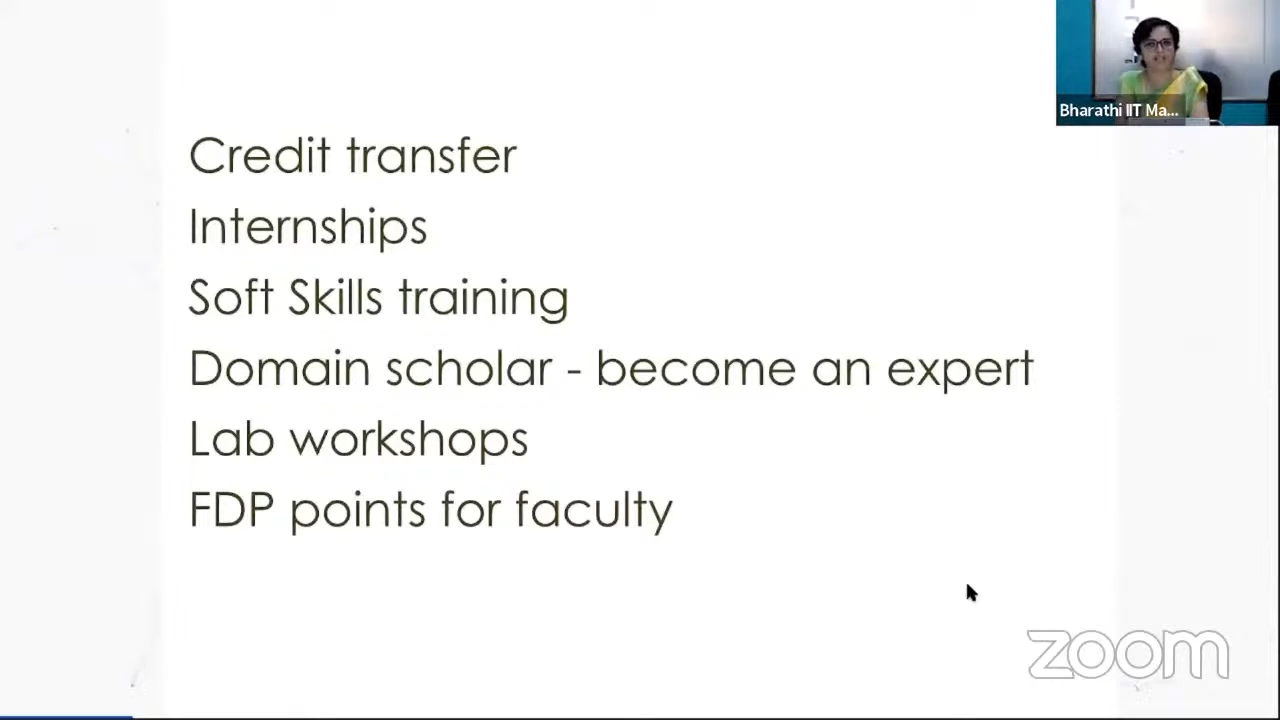 Bharathi IIT Ma...
Credit transfer
Internships
Soft Skills training
Domain scholar - become an expert
Lab workshops
FDP points for faculty
zoom